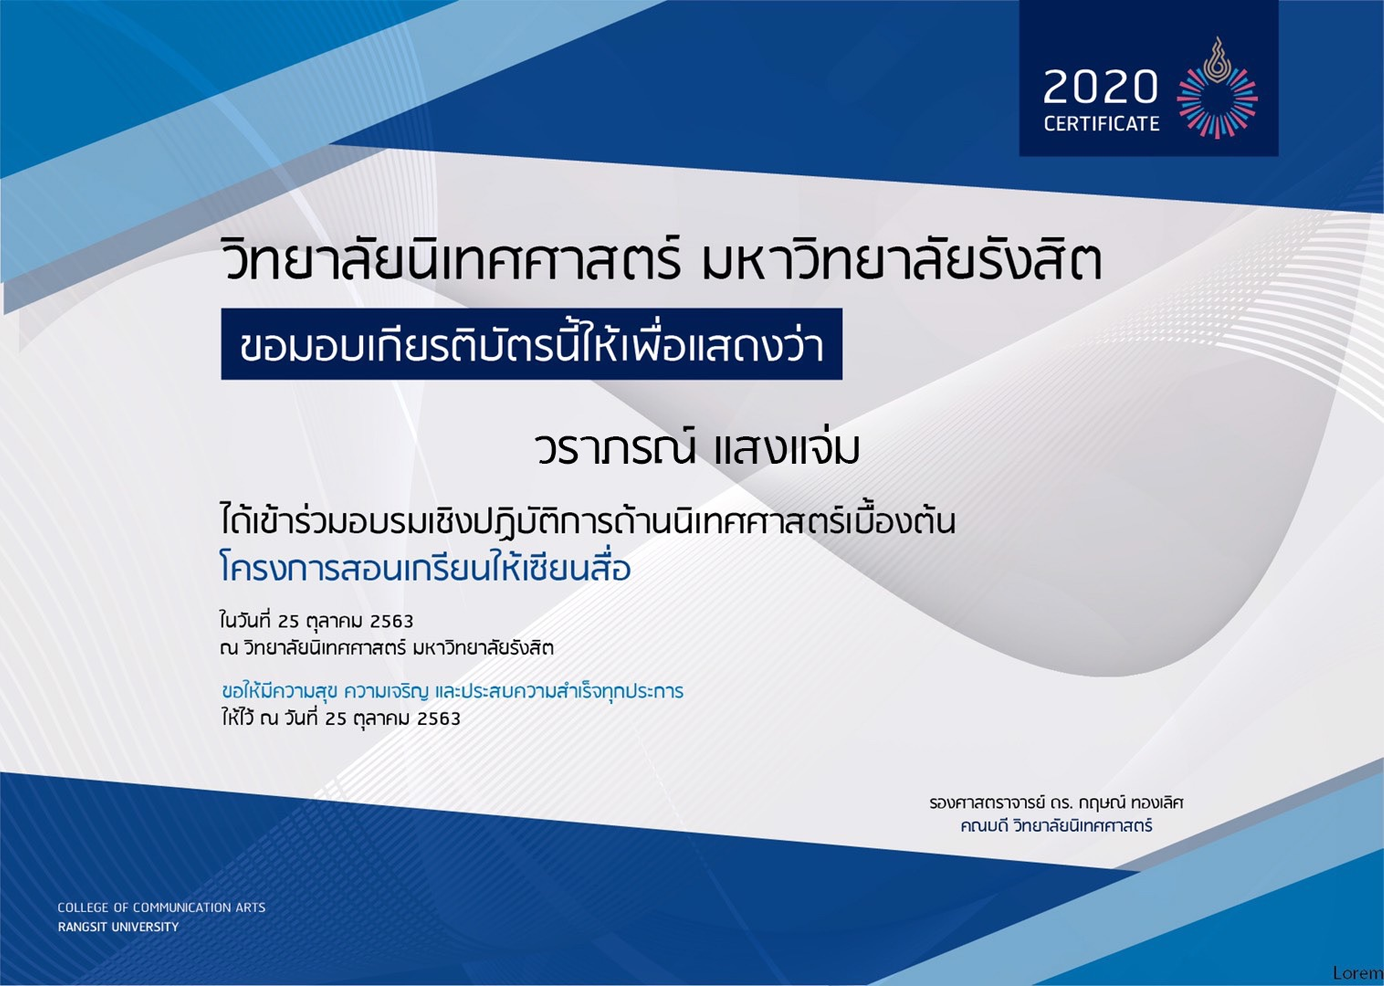 2020
CERTIFICATE
วิทยาลัยนิเทศศาสตร์ มหาวิทยาลัยรังสิต
ขอมอบเกียรติบัตรนี้ให้เพื่อแสดงว่า
วราภรณ์ แสงแจ่ม
ได้เข้าร่วมอบรมเชิงปฏิบัติการด้านนิเทศศาสตร์เบื้องต้น
โครงการสอนเกรียนให้เซียนสื่อ
ในวันที่ 25 ตุลาคม 2563
ณ วิทยาลัยนิเทศศาสตร์ มหาวิทยาลัยรังสิต
ขอให้มีความสุข ความเจริญ และประสบความสำเร็จทุกประการ
ให้ไว้ ณ วันที่ 25 ตุลาคม 2563
รองศาสตราจารย์ ดร. กฤษณ์ ทองเลิศ
คณบดี วิทยาลัยนิเทศศาสตร์
COLLEGE OF COMMUNICATION ARTS
RANGSIT UNIVERSITY
Lorem